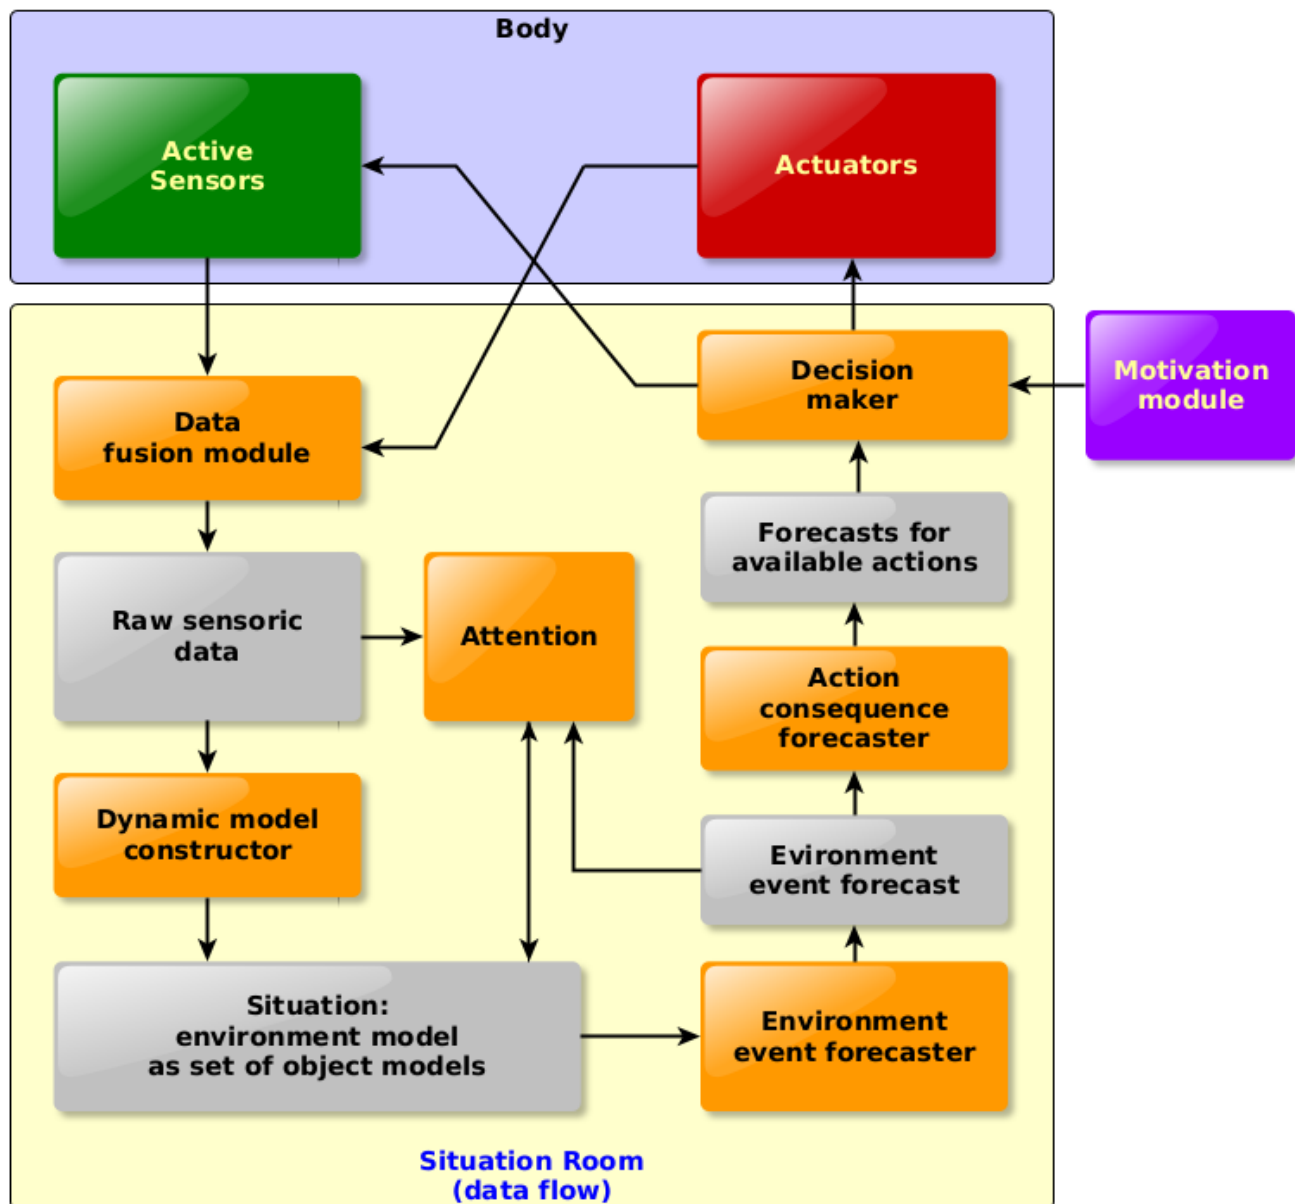 Body
Active
Sensors
Actuators
Decision
maker
Motivation
module
Data
fusion module
Forecasts for
available actions
Raw sensoric
data
Attention
Action
consequence
forecaster
Dynamic model
constructor
Evironment
event forecast
Situation:
environment model
as set of object models
Environment
event forecaster
Situation Room
(data flow)